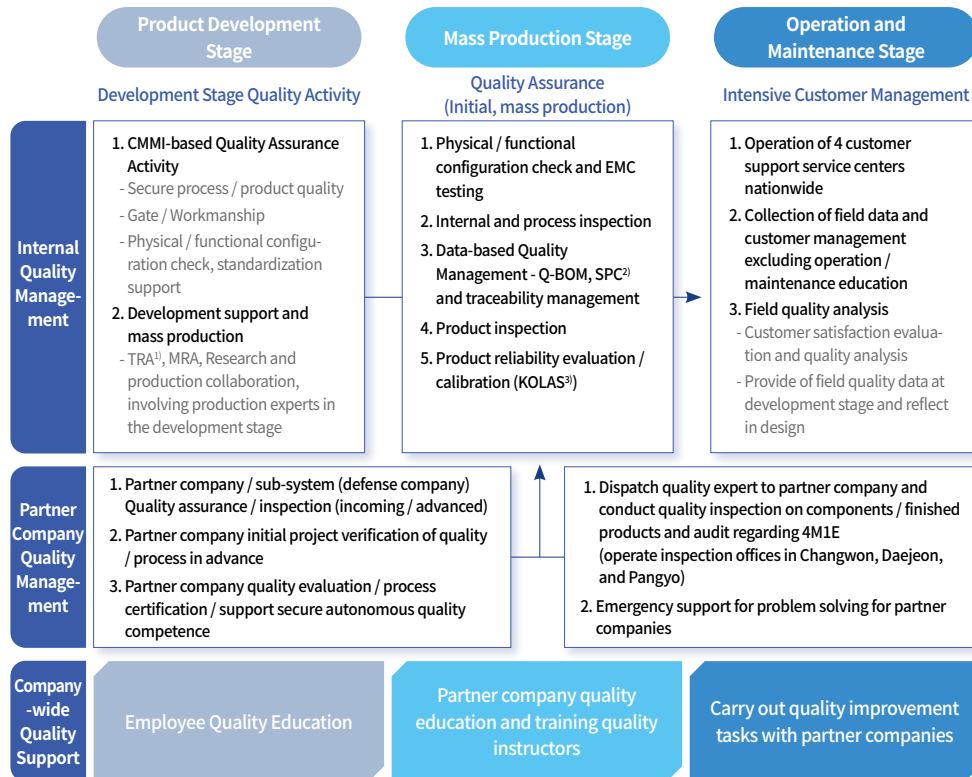 Product Development
Stage
Mass Production Stage
Operation and
Maintenance Stage
Development Stage Quality Activity
Quality Assurance
(Initial, mass production)
Intensive Customer Management
Internal
Quality
Manage-
ment
1. CMMI-based Quality Assurance
Activity
- Secure process / product quality
- Gate / Workmanship
- Physical / functional configu-
ration check, standardization
support
2. Development support and
mass production
- TRA1), MRA, Research and
production collaboration,
involving production experts in
the development stage
1. Physical / functional
configuration check and EMC
testing
2. Internal and process inspection
3. Data-based Quality
Management - Q-BOM, SPC2)
and traceability management
4. Product inspection
5. Product reliability evaluation /
calibration (KOLAS3))
1. Operation of 4 customer
support service centers
nationwide
2. Collection of field data and
customer management
excluding operation /
maintenance education
3. Field quality analysis
- Customer satisfaction evalua-
tion and quality analysis
- Provide of field quality data at
development stage and reflect
in design
Partner
Company
Quality
Manage-
ment
1. Partner company / sub-system (defense company)
Quality assurance / inspection (incoming / advanced)
2. Partner company initial project verification of quality
/ process in advance
3. Partner company quality evaluation / process
certification / support secure autonomous quality
competence
1. Dispatch quality expert to partner company and
conduct quality inspection on components / finished
products and audit regarding 4M1E
(operate inspection offices in Changwon, Daejeon,
and Pangyo)
2. Emergency support for problem solving for partner
companies
Company
-wide
Quality
Support
Employee Quality Education
Partner company quality
education and training quality
instructors
Carry out quality improvement
tasks with partner companies